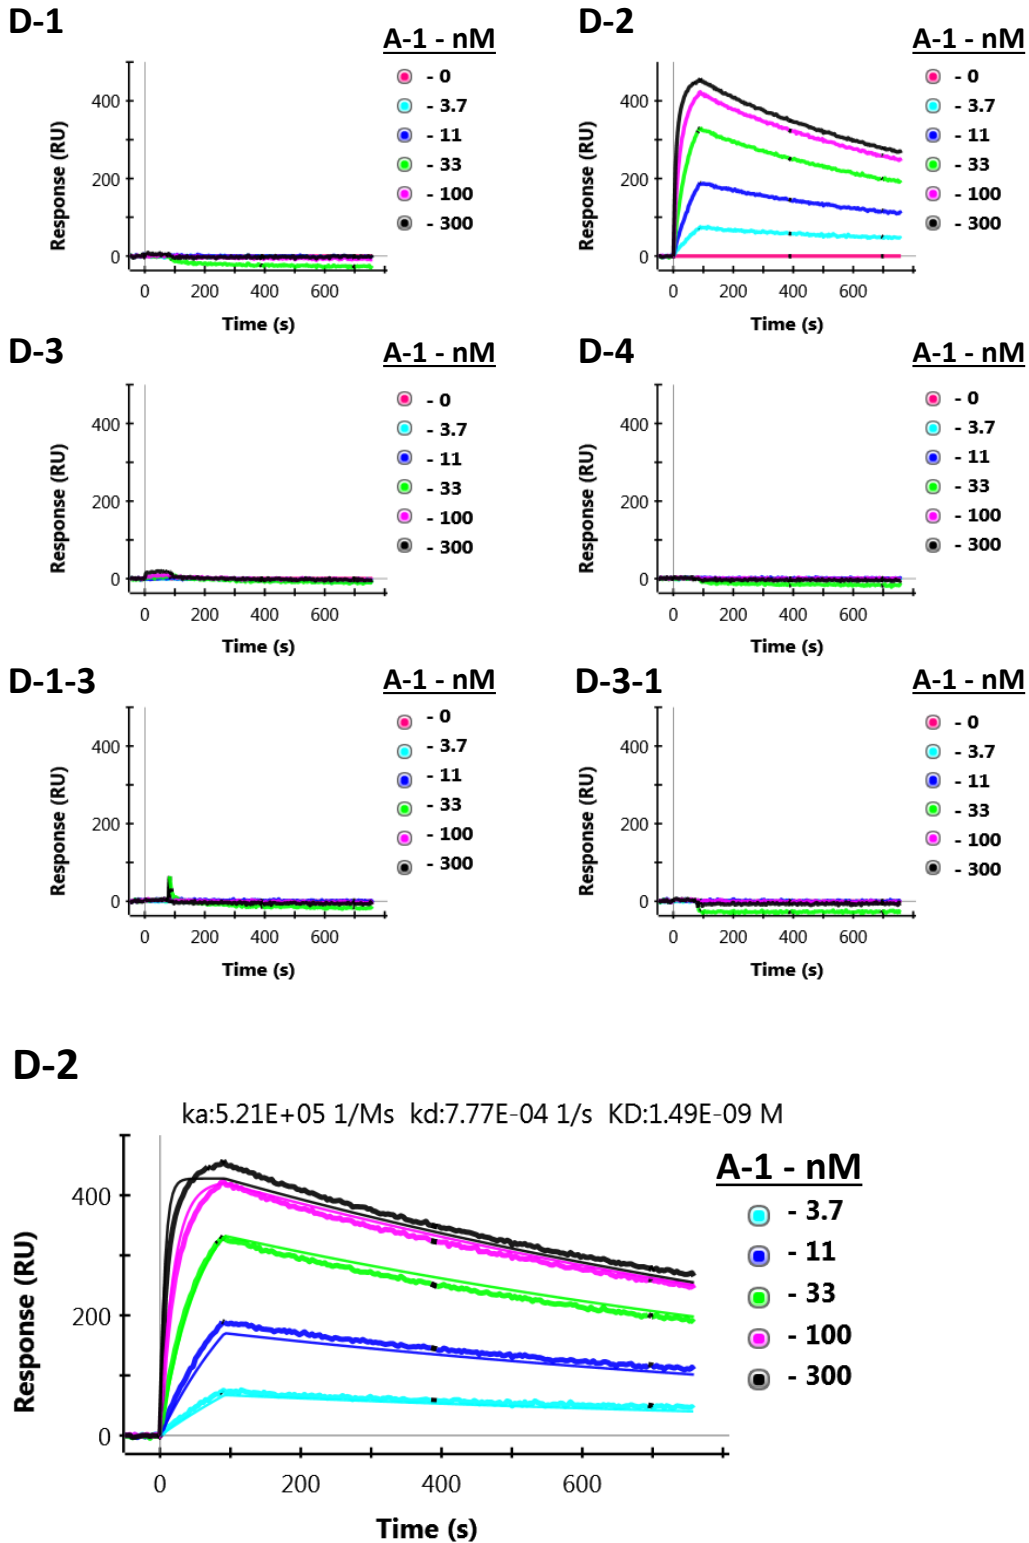 D-1
A-1 - nM
- 0
- 3.7
- 11
- 33
- 100
- 300
Response (RU)
400
200
0
0 200 400 600
Time (s)
D-2
A-1 - nM
- 0
- 3.7
- 11
- 33
- 100
- 300
Response (RU)
400
200
0
0 200 400 600
Time (s)
D-3
A-1 - nM
- 0
- 3.7
- 11
- 33
- 100
- 300
Response (RU)
400
200
0
0 200 400 600
Time (s)
D-4
A-1 - nM
- 0
- 3.7
- 11
- 33
- 100
- 300
Response (RU)
400
200
0
0 200 400 600
Time (s)
D-1-3
A-1 - nM
- 0
- 3.7
- 11
- 33
- 100
- 300
Response (RU)
400
200
0
0 200 400 600
Time (s)
D-3-1
A-1 - nM
- 0
- 3.7
- 11
- 33
- 100
- 300
Response (RU)
400
200
0
0 200 400 600
Time (s)
D-2
ka:5.21E+05 1/Ms kd:7.77E-04 1/s KD:1.49E-09 M
A-1 - nM
- 3.7
- 11
- 33
- 100
- 300
Response (RU)
400
200
0
0 200 400 600
Time (s)